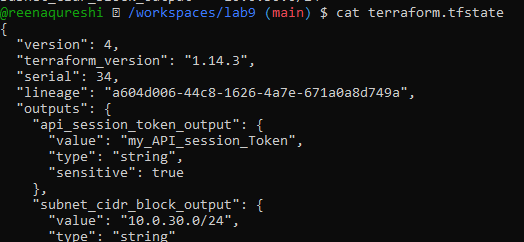 @reenaqureshi /workspaces/lab9 (main) $ cat terraform.tfstate
{
  "version": 4,
  "terraform_version": "1.14.3",
  "serial": 34,
  "lineage": "a604d006-44c8-1626-4a7e-671a0a8d749a",
  "outputs": {
    "api_session_token_output": {
      "value": "my_API_session_Token",
      "type": "string",
      "sensitive": true
    },
    "subnet_cidr_block_output": {
      "value": "10.0.30.0/24",
      "type": "string"